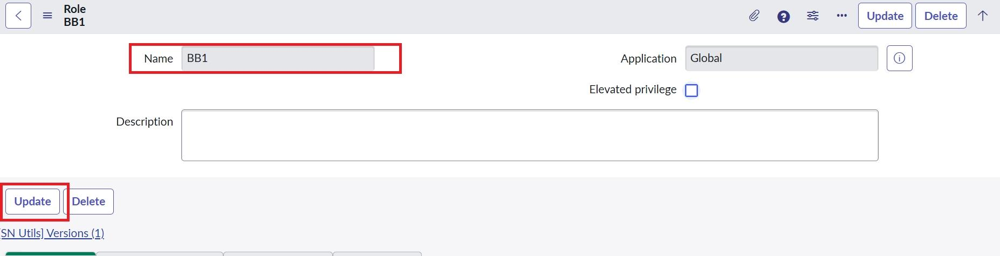 Role
BB1
Update
Delete
Name
BB1
Application
Global
Elevated privilege
Description
Update
Delete
[SN Utils] Versions (1)